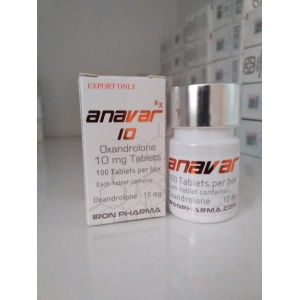 EXPORT ONLY
Rx
anavar
10
Oxandrolone
10 mg Tablets
100 Tablets per box
Each tablet contains
Oxandrolone 10 mg
IRON PHARMA
anavar
100 Tablets per box
Each tablet contains
Oxandrolone 10 mg
IRONPHARMA.COM